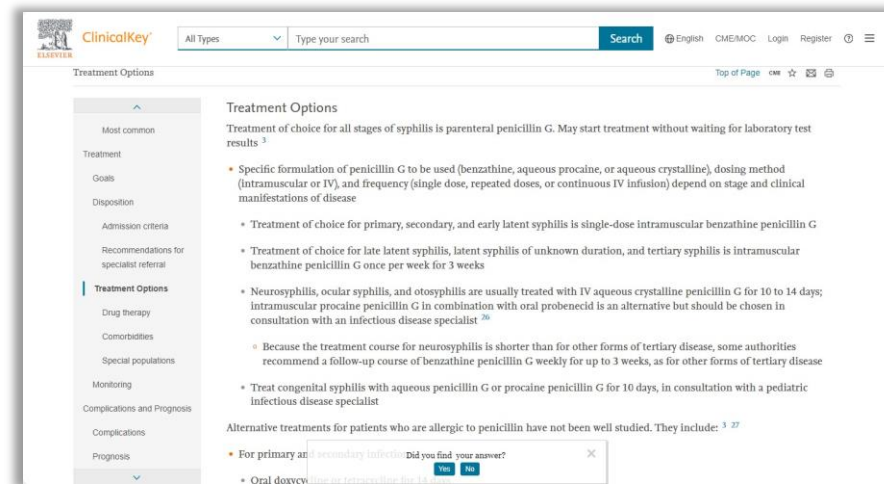 ELSEVIER
ClinicalKey®
All Types
Type your search
Search
English
CME/MOC
Login
Register
Treatment Options
Top of Page
CME
Most common
Treatment
Goals
Disposition
Admission criteria
Recommendations for
specialist referral
Treatment Options
Drug therapy
Comorbidities
Special populations
Monitoring
Complications and Prognosis
Complications
Prognosis
Treatment Options
Treatment of choice for all stages of syphilis is parenteral penicillin G. May start treatment without waiting for laboratory test
results 3
Specific formulation of penicillin G to be used (benzathine, aqueous procaine, or aqueous crystalline), dosing method
(intramuscular or IV), and frequency (single dose, repeated doses, or continuous IV infusion) depend on stage and clinical
manifestations of disease
Treatment of choice for primary, secondary, and early latent syphilis is single-dose intramuscular benzathine penicillin G
Treatment of choice for late latent syphilis, latent syphilis of unknown duration, and tertiary syphilis is intramuscular
benzathine penicillin G once per week for 3 weeks
Neurosyphilis, ocular syphilis, and otosyphilis are usually treated with IV aqueous crystalline penicillin G for 10 to 14 days;
intramuscular procaine penicillin G in combination with oral probenecid is an alternative but should be chosen in
consultation with an infectious disease specialist 26
Because the treatment course for neurosyphilis is shorter than for other forms of tertiary disease, some authorities
recommend a follow-up course of benzathine penicillin G weekly for up to 3 weeks, as for other forms of tertiary disease
Treat congenital syphilis with aqueous penicillin G or procaine penicillin G for 10 days, in consultation with a pediatric
infectious disease specialist
Alternative treatments for patients who are allergic to penicillin have not been well studied. They include: 3 27
For primary and secondary infection
Oral doxycycline or tetracycline for 14 days
Did you find your answer?
Yes
No